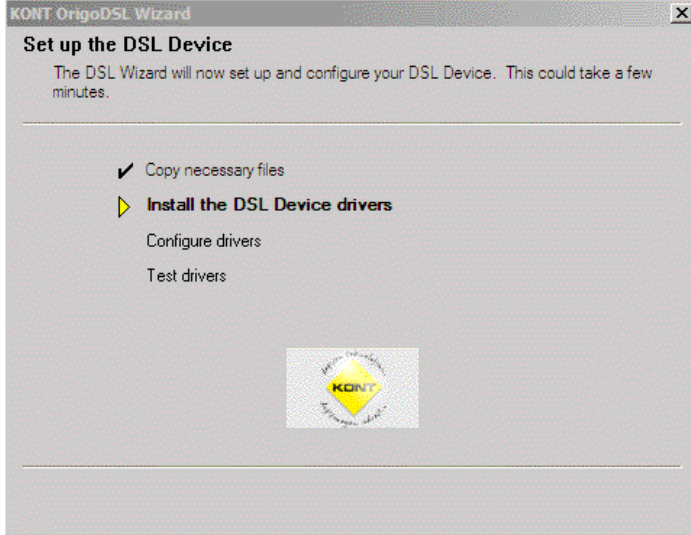 KONT OrigoDSL Wizard
Set up the DSL Device
The DSL Wizard will now set up and configure your DSL Device. This could take a few
minutes.
Copy necessary files
Install the DSL Device drivers
Configure drivers
Test drivers
KONT